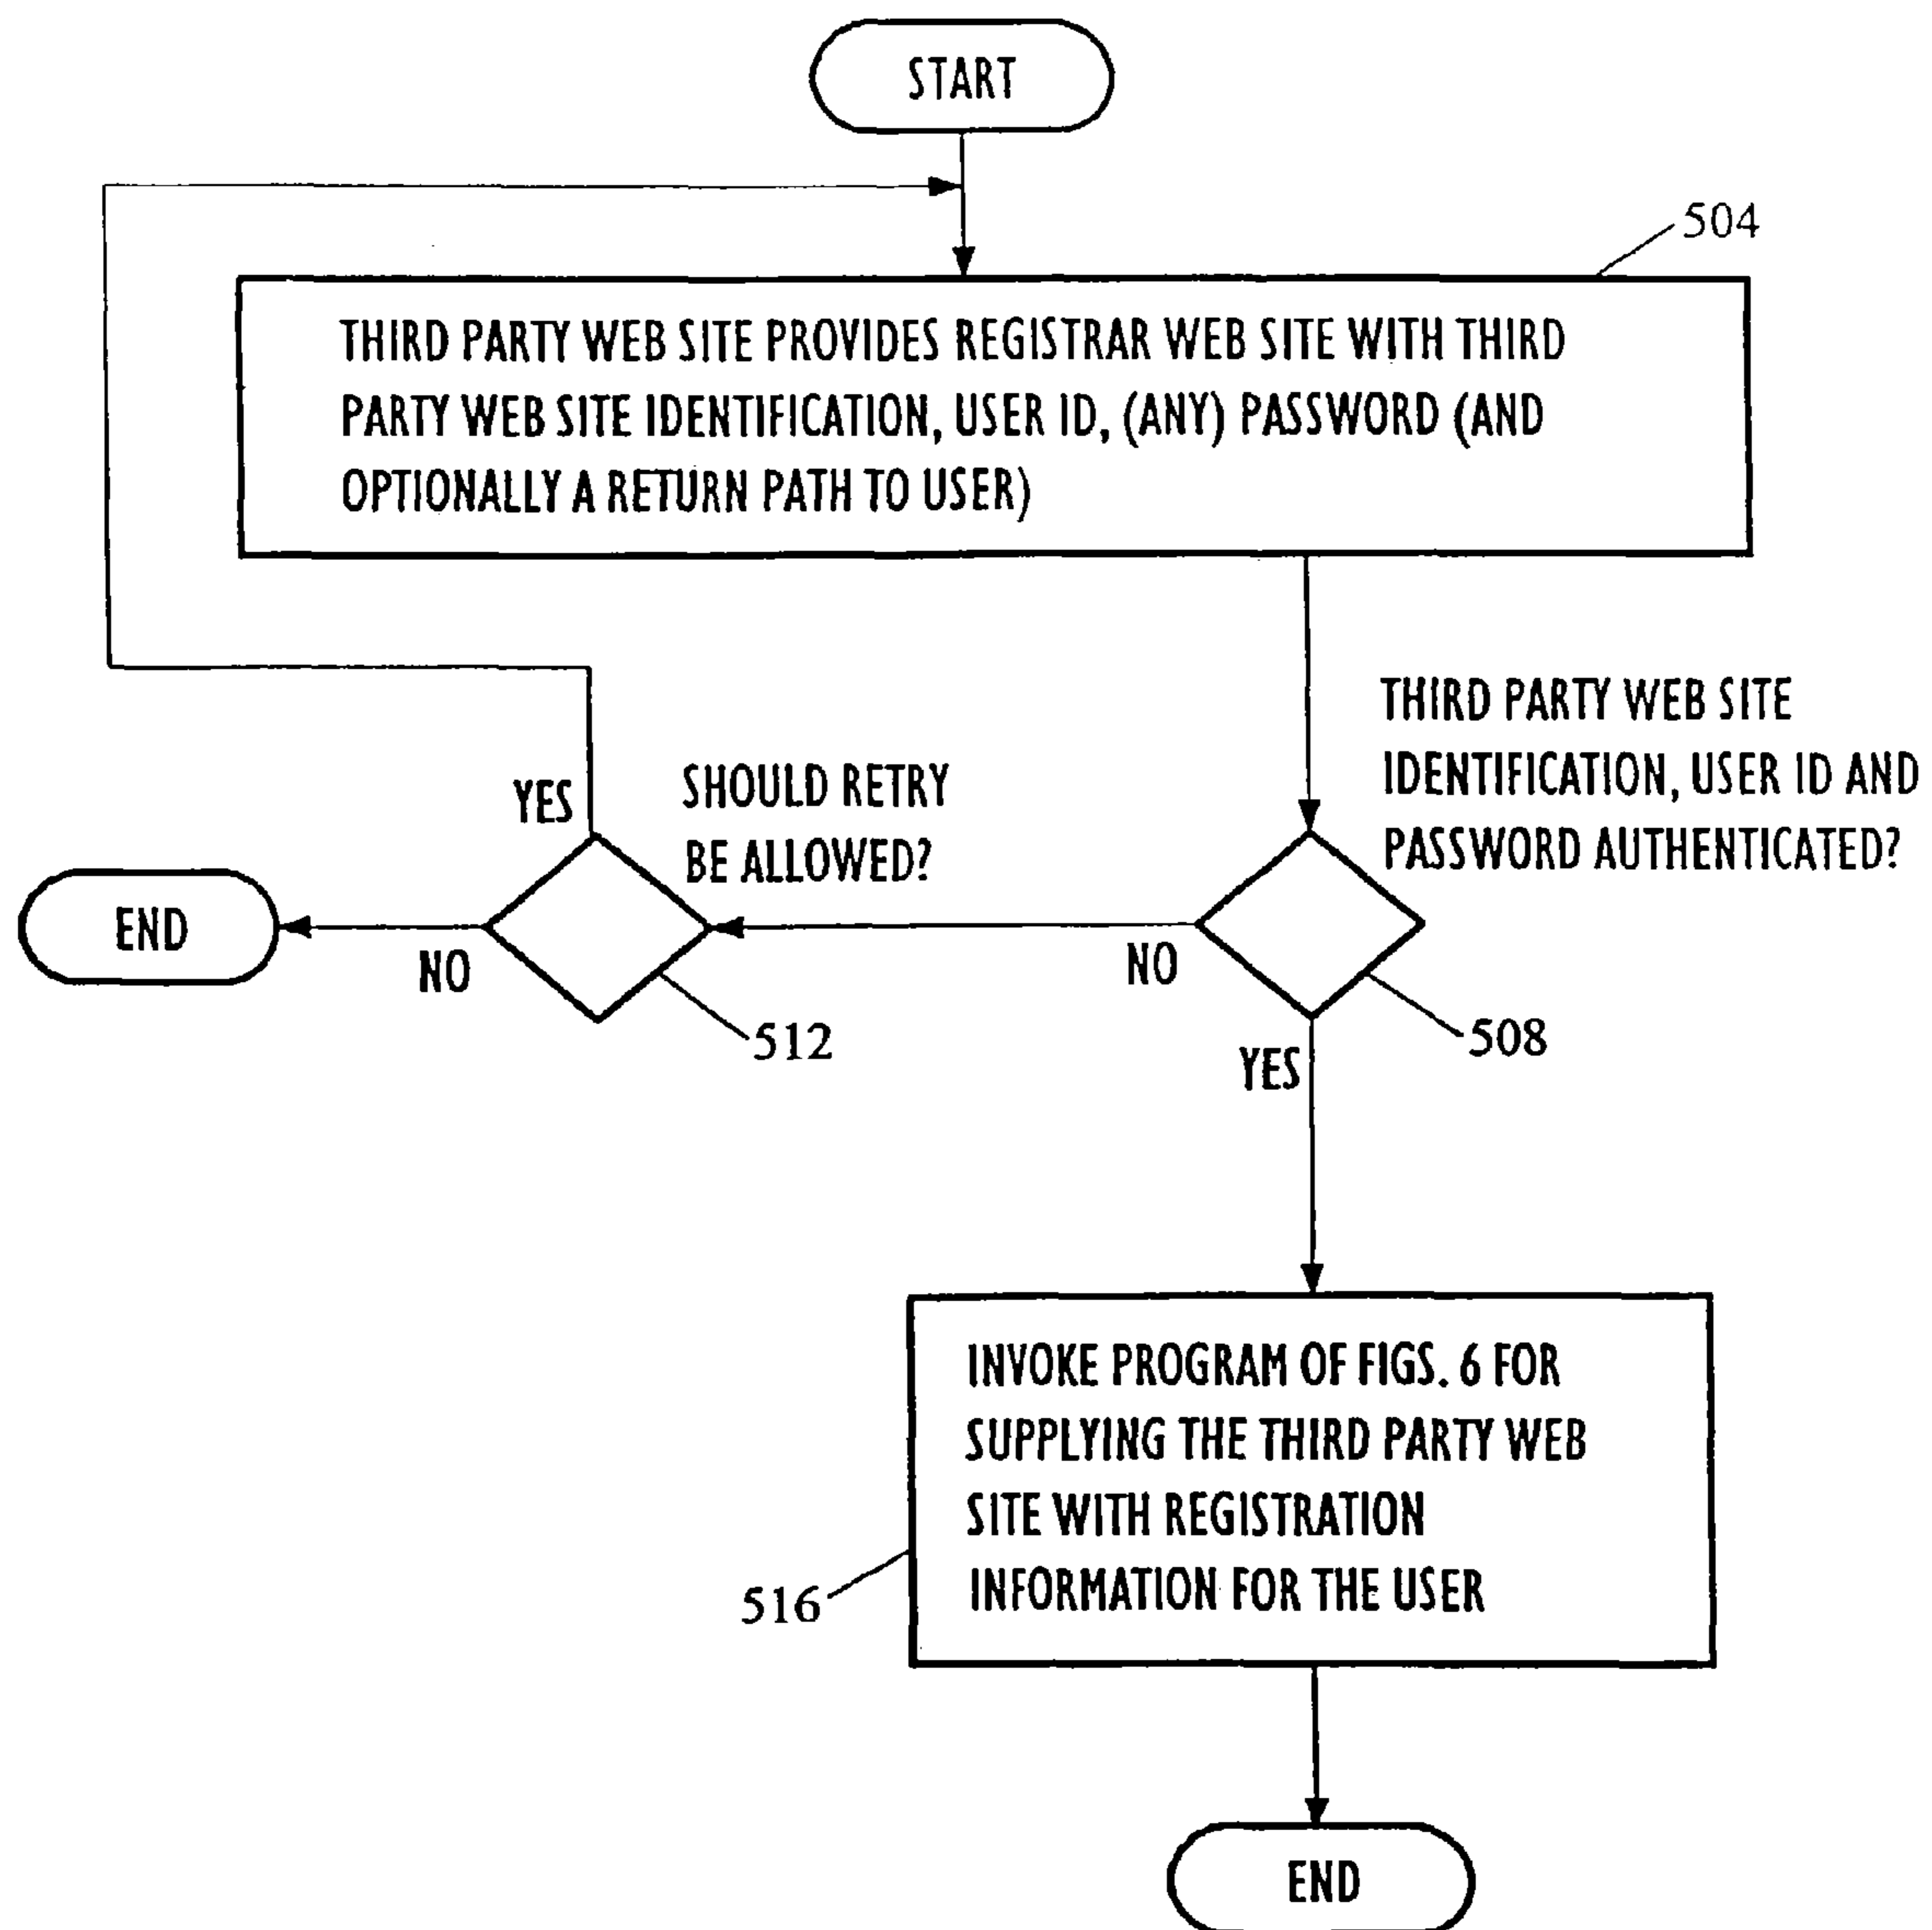 START
504
THIRD PARTY WEB SITE PROVIDES REGISTRAR WEB SITE WITH THIRD
PARTY WEB SITE IDENTIFICATION, USER ID, (ANY) PASSWORD (AND
OPTIONALLY A RETURN PATH TO USER)
THIRD PARTY WEB SITE
IDENTIFICATION, USER ID AND
PASSWORD AUTHENTICATED?
YES
SHOULD RETRY
BE ALLOWED?
END
NO
NO
512
508
YES
INVOKE PROGRAM OF FIGS. 6 FOR
SUPPLYING THE THIRD PARTY WEB
SITE WITH REGISTRATION
INFORMATION FOR THE USER
516
END